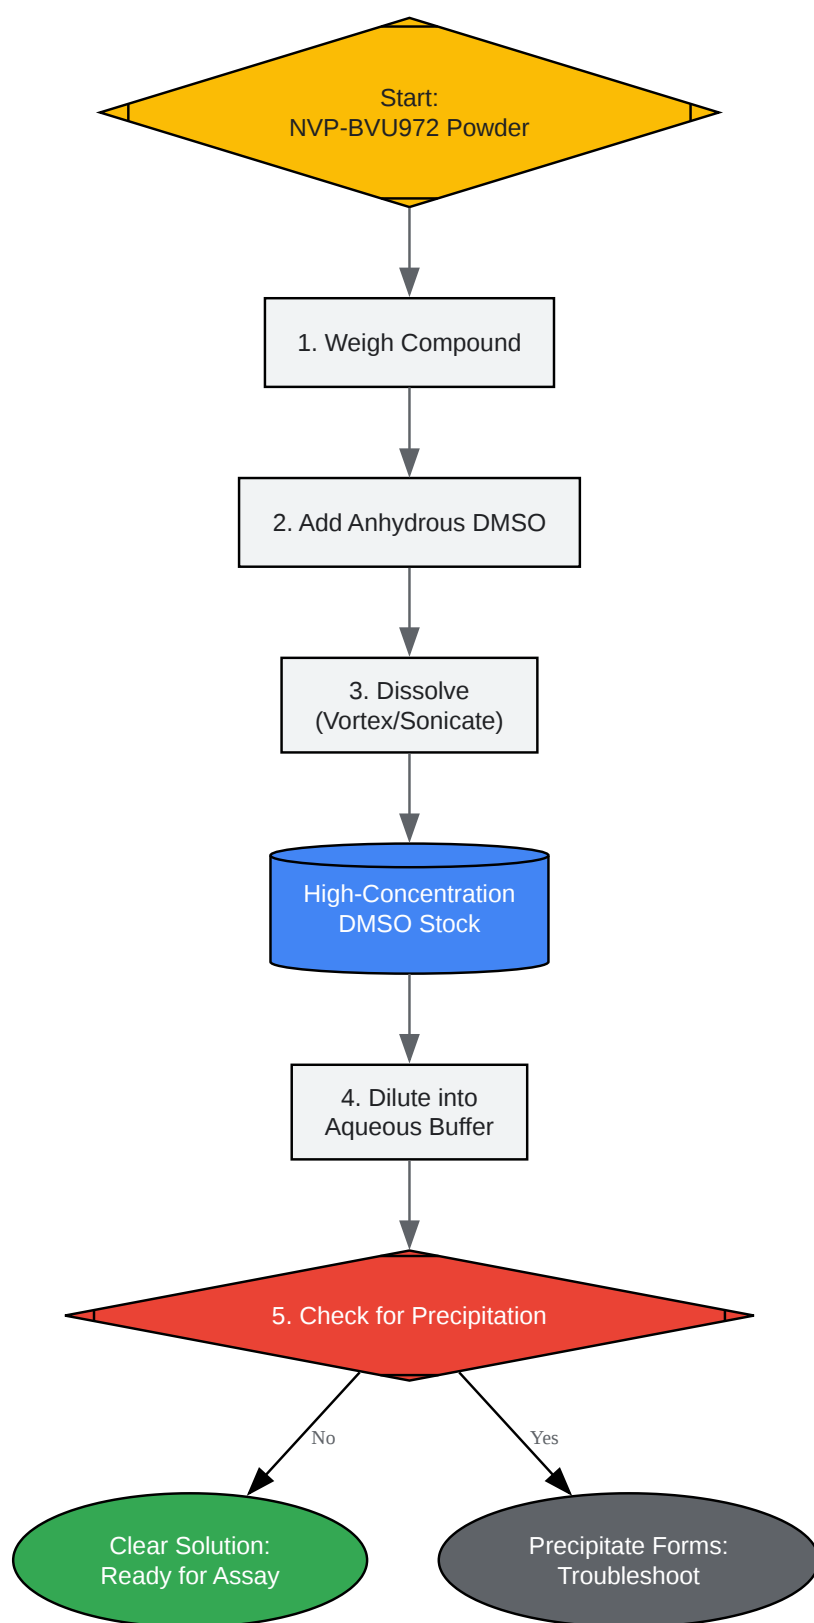 Start:
NVP-BVU972 Powder
1. Weigh Compound
2. Add Anhydrous DMSO
3. Dissolve
(Vortex/Sonicate)
High-Concentration
DMSO Stock
4. Dilute into
Aqueous Buffer
5. Check for Precipitation
No
Yes
Clear Solution:
Ready for Assay
Precipitate Forms:
Troubleshoot